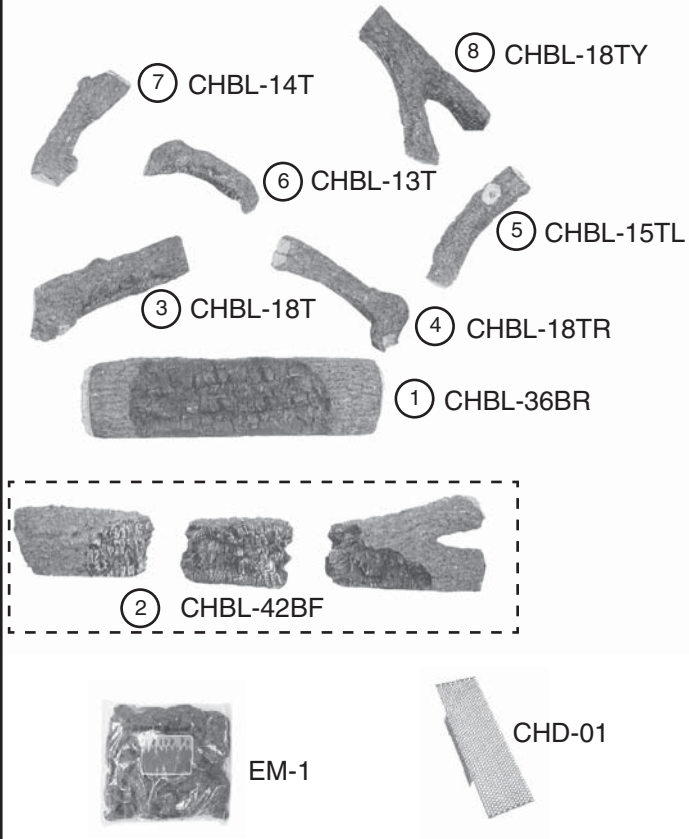 8 CHBL-18TY
7 CHBL-14T
6 CHBL-13T
5 CHBL-15TL
3 CHBL-18T
4 CHBL-18TR
1 CHBL-36BR
2 CHBL-42BF
CHD-01
EM-1